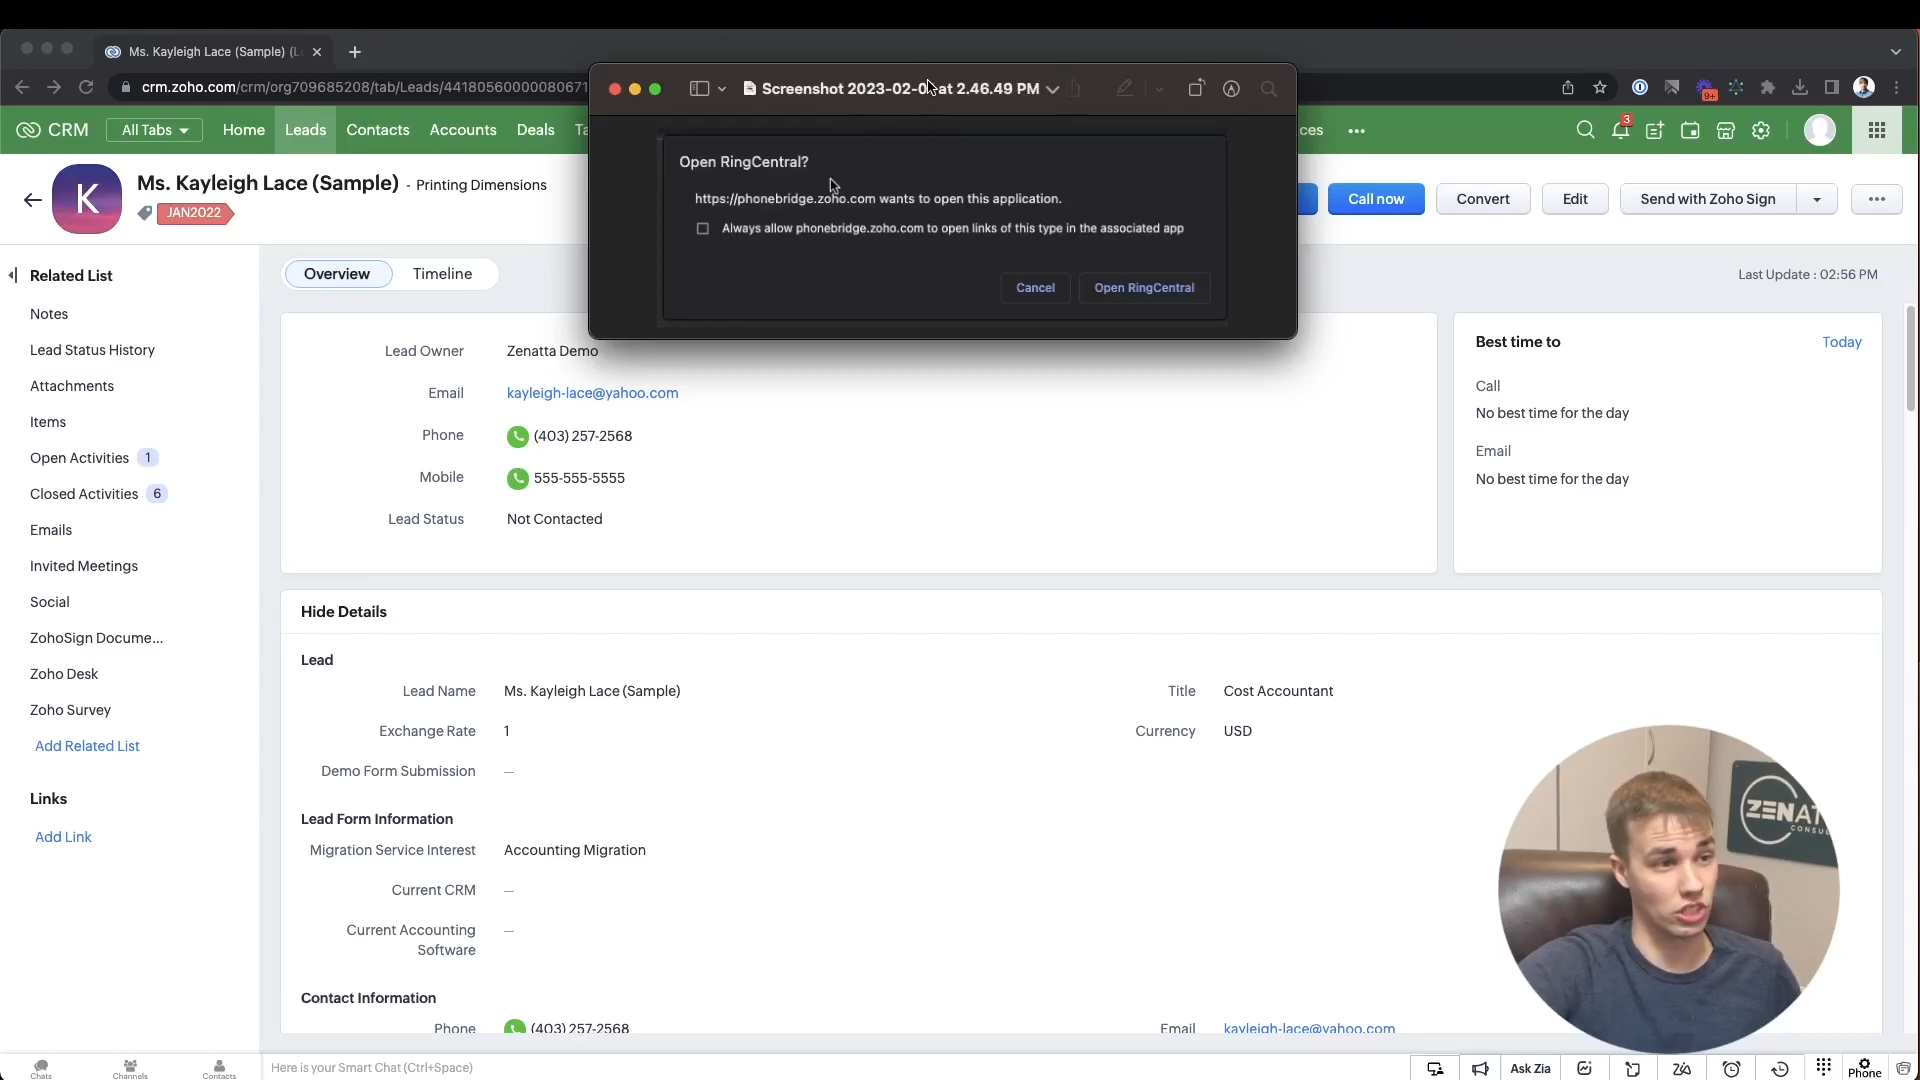 Ms. Kayleigh Lace (Sample) (L
crm.zoho.com/crm/org709685208/tab/Leads/44180560000080671
9+
Screenshot 2023-02-0 at 2.46.49 PM
Open RingCentral?
https://phonebridge.zoho.com wants to open this application.
Always allow phonebridge.zoho.com to open links of this type in the associated app
Cancel
Open RingCentral
CRM
All Tabs
Home
Leads
Contacts
Accounts
Deals
Ta
ces
3
K
Ms. Kayleigh Lace (Sample) - Printing Dimensions
JAN2022
Call now
Convert
Edit
Send with Zoho Sign
Related List
Notes
Lead Status History
Attachments
Items
Open Activities 1
Closed Activities 6
Emails
Invited Meetings
Social
ZohoSign Docume...
Zoho Desk
Zoho Survey
Add Related List
Links
Add Link
Overview
Timeline
Last Update : 02:56 PM
Lead Owner Zenatta Demo
Email kayleigh-lace@yahoo.com
Phone (403) 257-2568
Mobile 555-555-5555
Lead Status Not Contacted
Best time to Today
Call
No best time for the day
Email
No best time for the day
Hide Details
Lead
Lead Name Ms. Kayleigh Lace (Sample)
Title Cost Accountant
Exchange Rate 1
Currency USD
Demo Form Submission —
Lead Form Information
Migration Service Interest Accounting Migration
Current CRM —
Current Accounting
Software —
Contact Information
Phone (403) 257-2568
Email kayleigh-lace@yahoo.com
ZENAT
CONSUL
Chats
Channels
Contacts
Here is your Smart Chat (Ctrl+Space)
Ask Zia
Phone